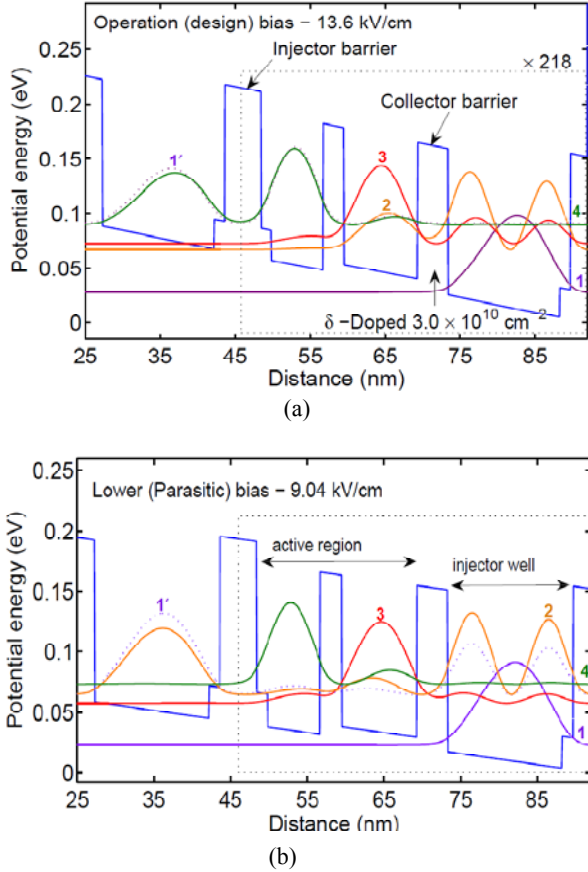 Operation (design) bias – 13.6 kV/cm
Injector barrier
× 218
Collector barrier
0.25
0.2
0.15
0.1
0.05
0
Potential energy (eV)
1´
3
2
4
1
δ –Doped 3.0 × 10¹⁰ cm⁻²
25 35 45 55 65 75 85
Distance (nm)
(a)
Lower (Parasitic) bias – 9.04 kV/cm
active region
injector well
0.25
0.2
0.15
0.1
0.05
0
Potential energy (eV)
1´
3
2
4
1
25 35 45 55 65 75 85
Distance (nm)
(b)